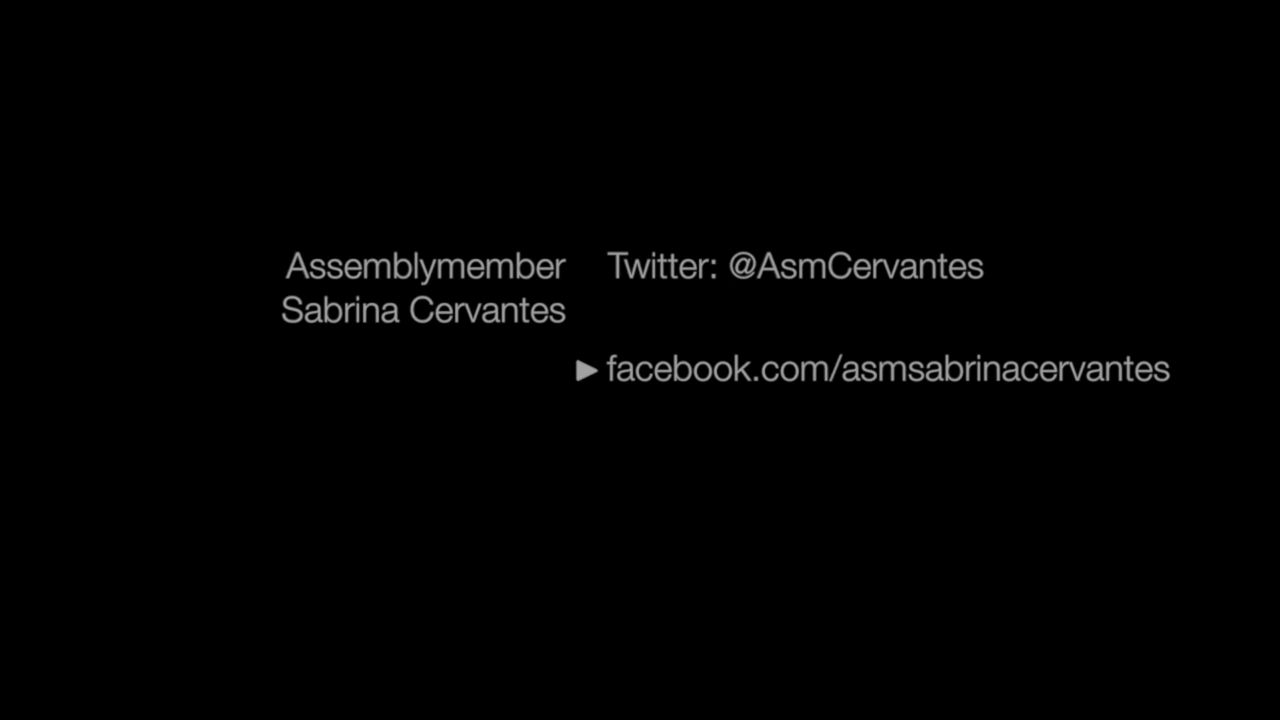 Assemblymember Twitter: @AsmCervantes
Sabrina Cervantes
►facebook.com/asmsabrinacervantes